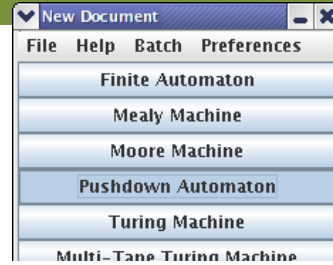 New Document
File Help Batch Preferences
Finite Automaton
Mealy Machine
Moore Machine
Pushdown Automaton
Turing Machine
Multi-Tape Turing Machine